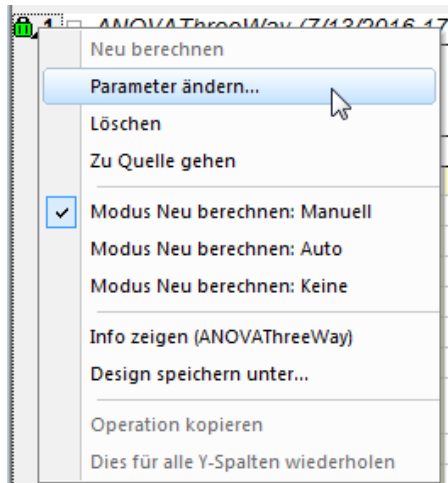 1 ANOVAThreeWay (7/13/2016 17
Neu berechnen
Parameter ändern...
Löschen
Zu Quelle gehen
Modus Neu berechnen: Manuell
Modus Neu berechnen: Auto
Modus Neu berechnen: Keine
Info zeigen (ANOVAThreeWay)
Design speichern unter...
Operation kopieren
Dies für alle Y-Spalten wiederholen